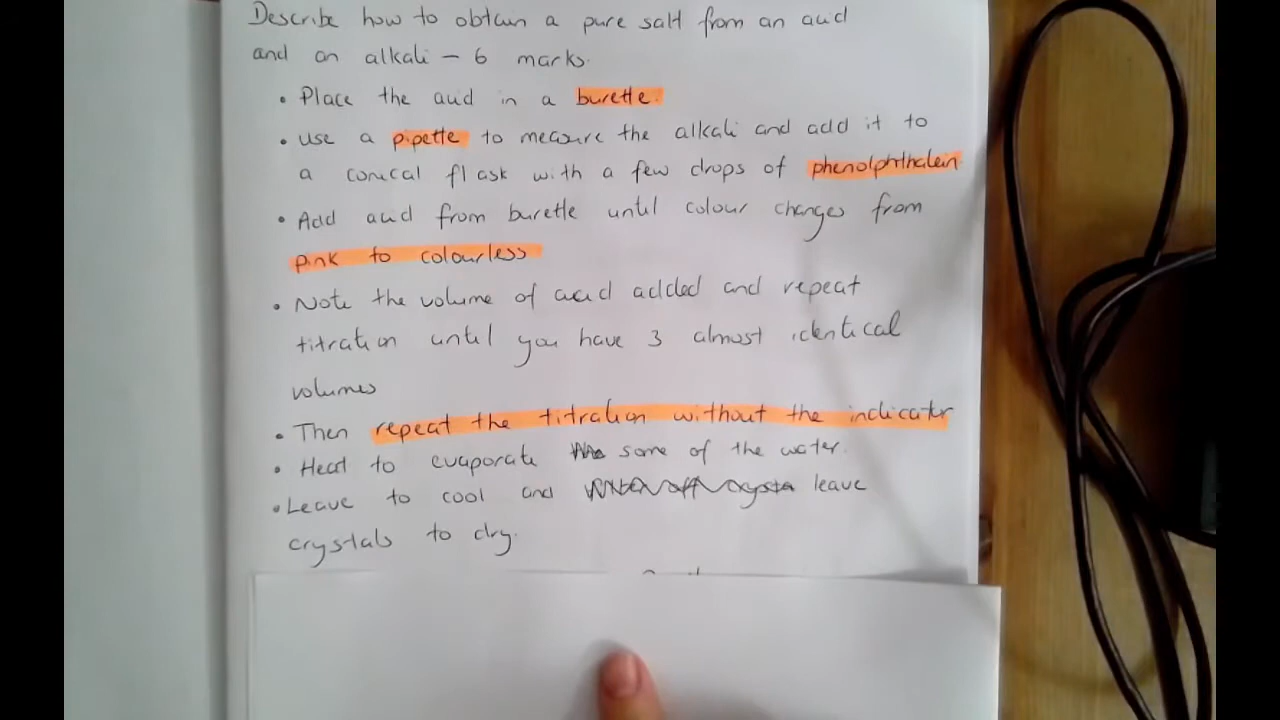 Describe how to obtain a pure salt from an acid
and an alkali – 6 marks.
• Place the acid in a burette.
• Use a pipette to measure the alkali and add it to
a conical flask with a few drops of phenolphthalein
• Add acid from burette until colour changes from
pink to colourless
• Note the volume of acid added and repeat
titration until you have 3 almost identical
volumes
• Then repeat the titration without the indicator
• Heat to evaporate some of the water.
• Leave to cool and leave
crystals to dry.